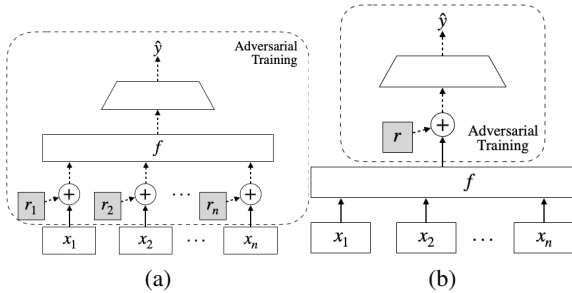 ŷ
Adversarial
Training
f
r₁ + r₂ + ··· rₙ +
x₁ x₂ ··· xₙ
(a)
ŷ
r +
Adversarial
Training
f
x₁ x₂ ··· xₙ
(b)